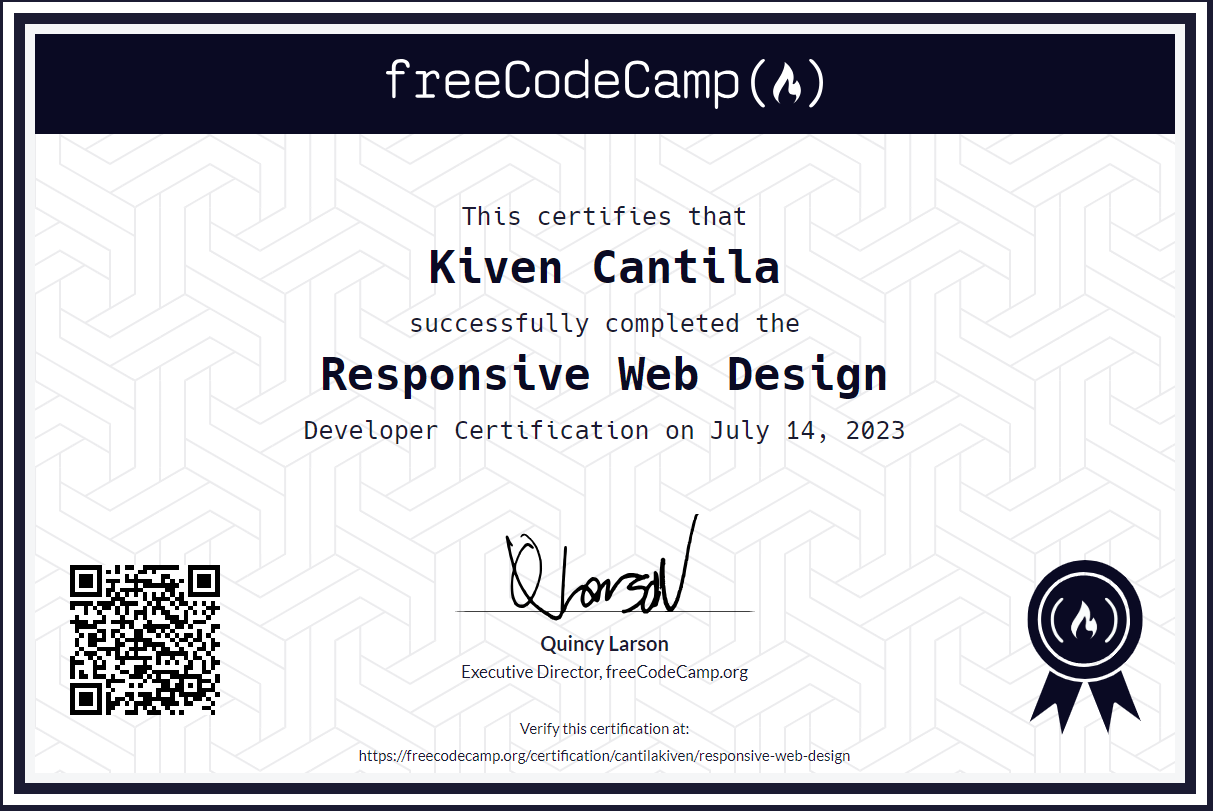 freeCodeCamp
This certifies that
Kiven Cantila
successfully completed the
Responsive Web Design
Developer Certification on July 14, 2023
Quincy Larson
Executive Director, freeCodeCamp.org
Verify this certification at:
https://freecodecamp.org/certification/cantilakiven/responsive-web-design